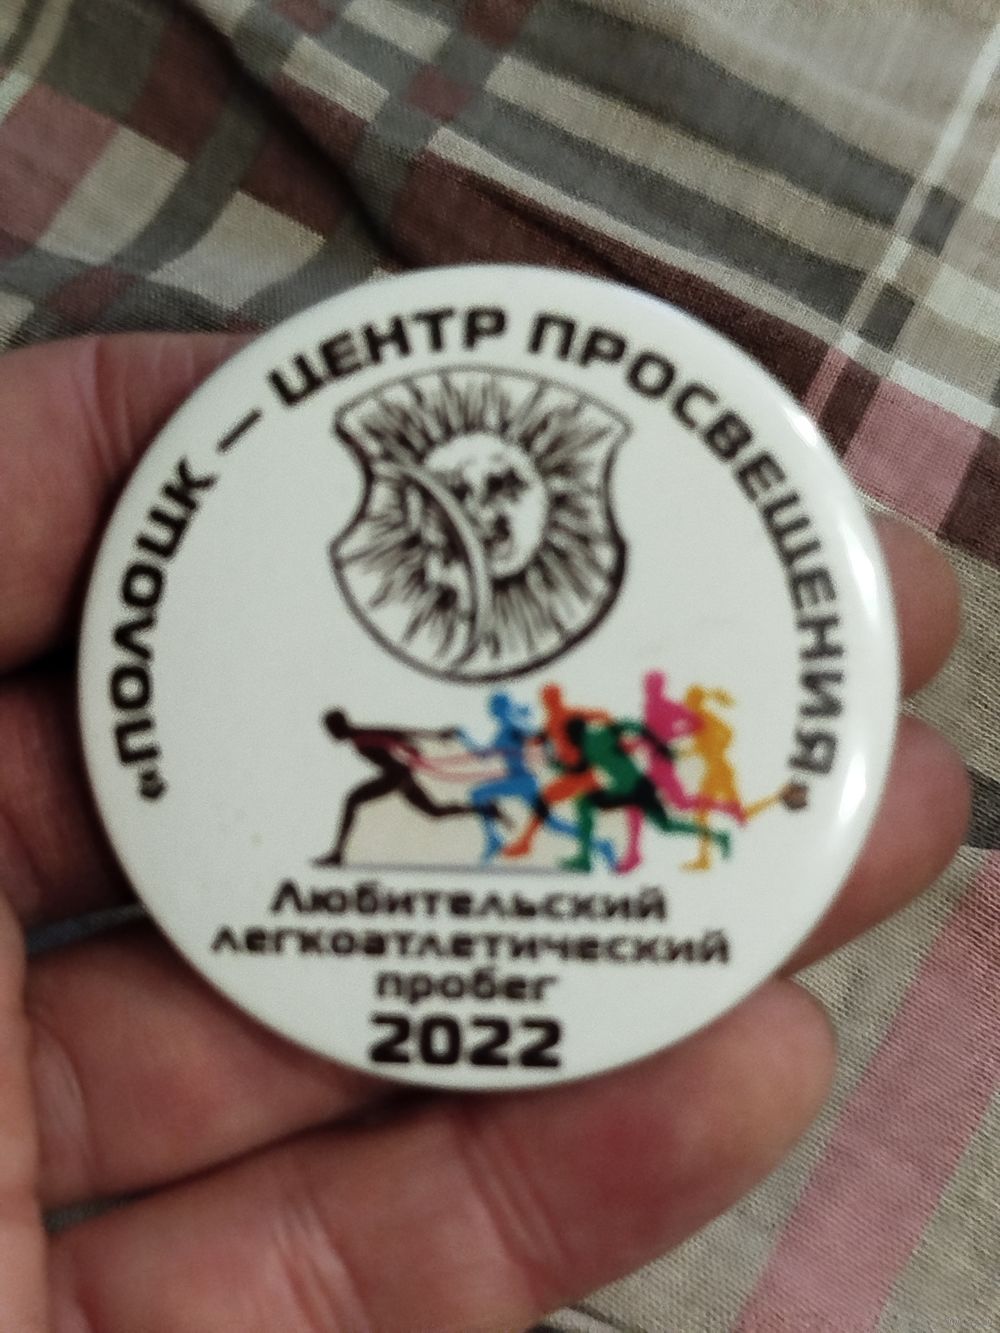 «ПОЛОЦК – ЦЕНТР ПРОСВЕЩЕНИЯ»
Любительский
легкоатлетический
пробег
2022